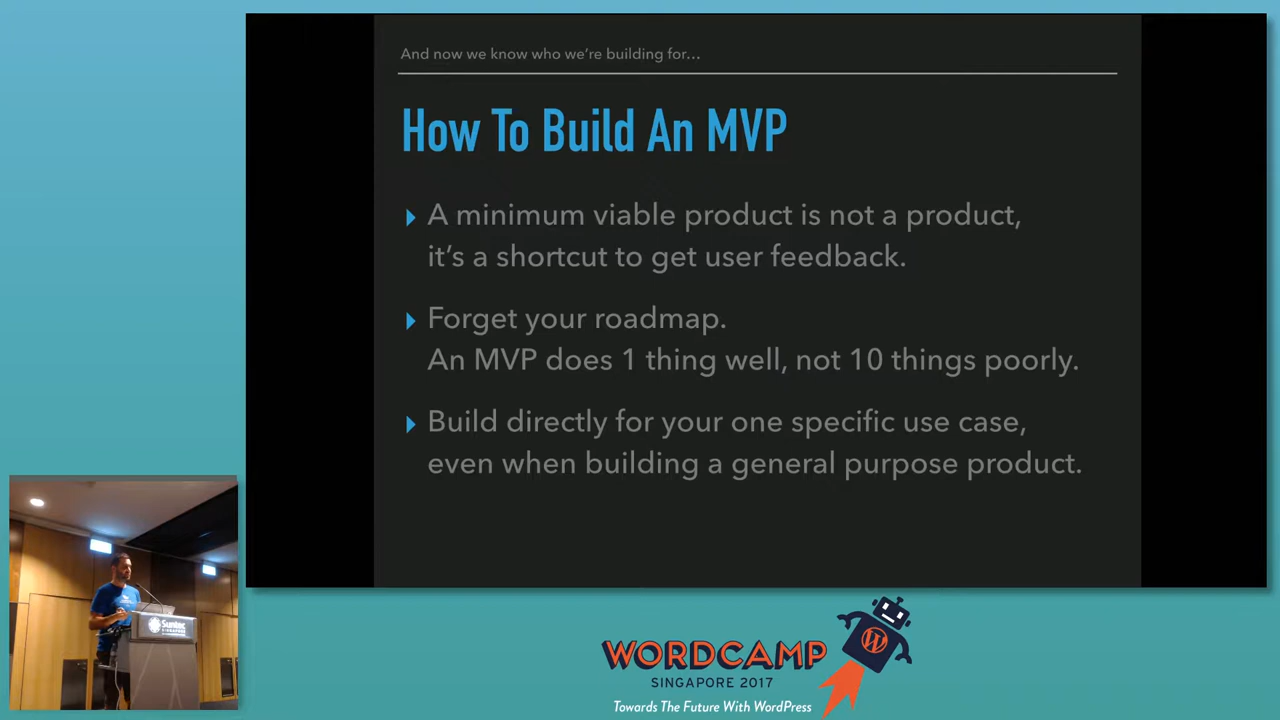 And now we know who we're building for...
How To Build An MVP
A minimum viable product is not a product,
it's a shortcut to get user feedback.
Forget your roadmap.
An MVP does 1 thing well, not 10 things poorly.
Build directly for your one specific use case,
even when building a general purpose product.
Suntec
SINGAPORE
WORDCAMP
SINGAPORE 2017
Towards The Future With WordPress